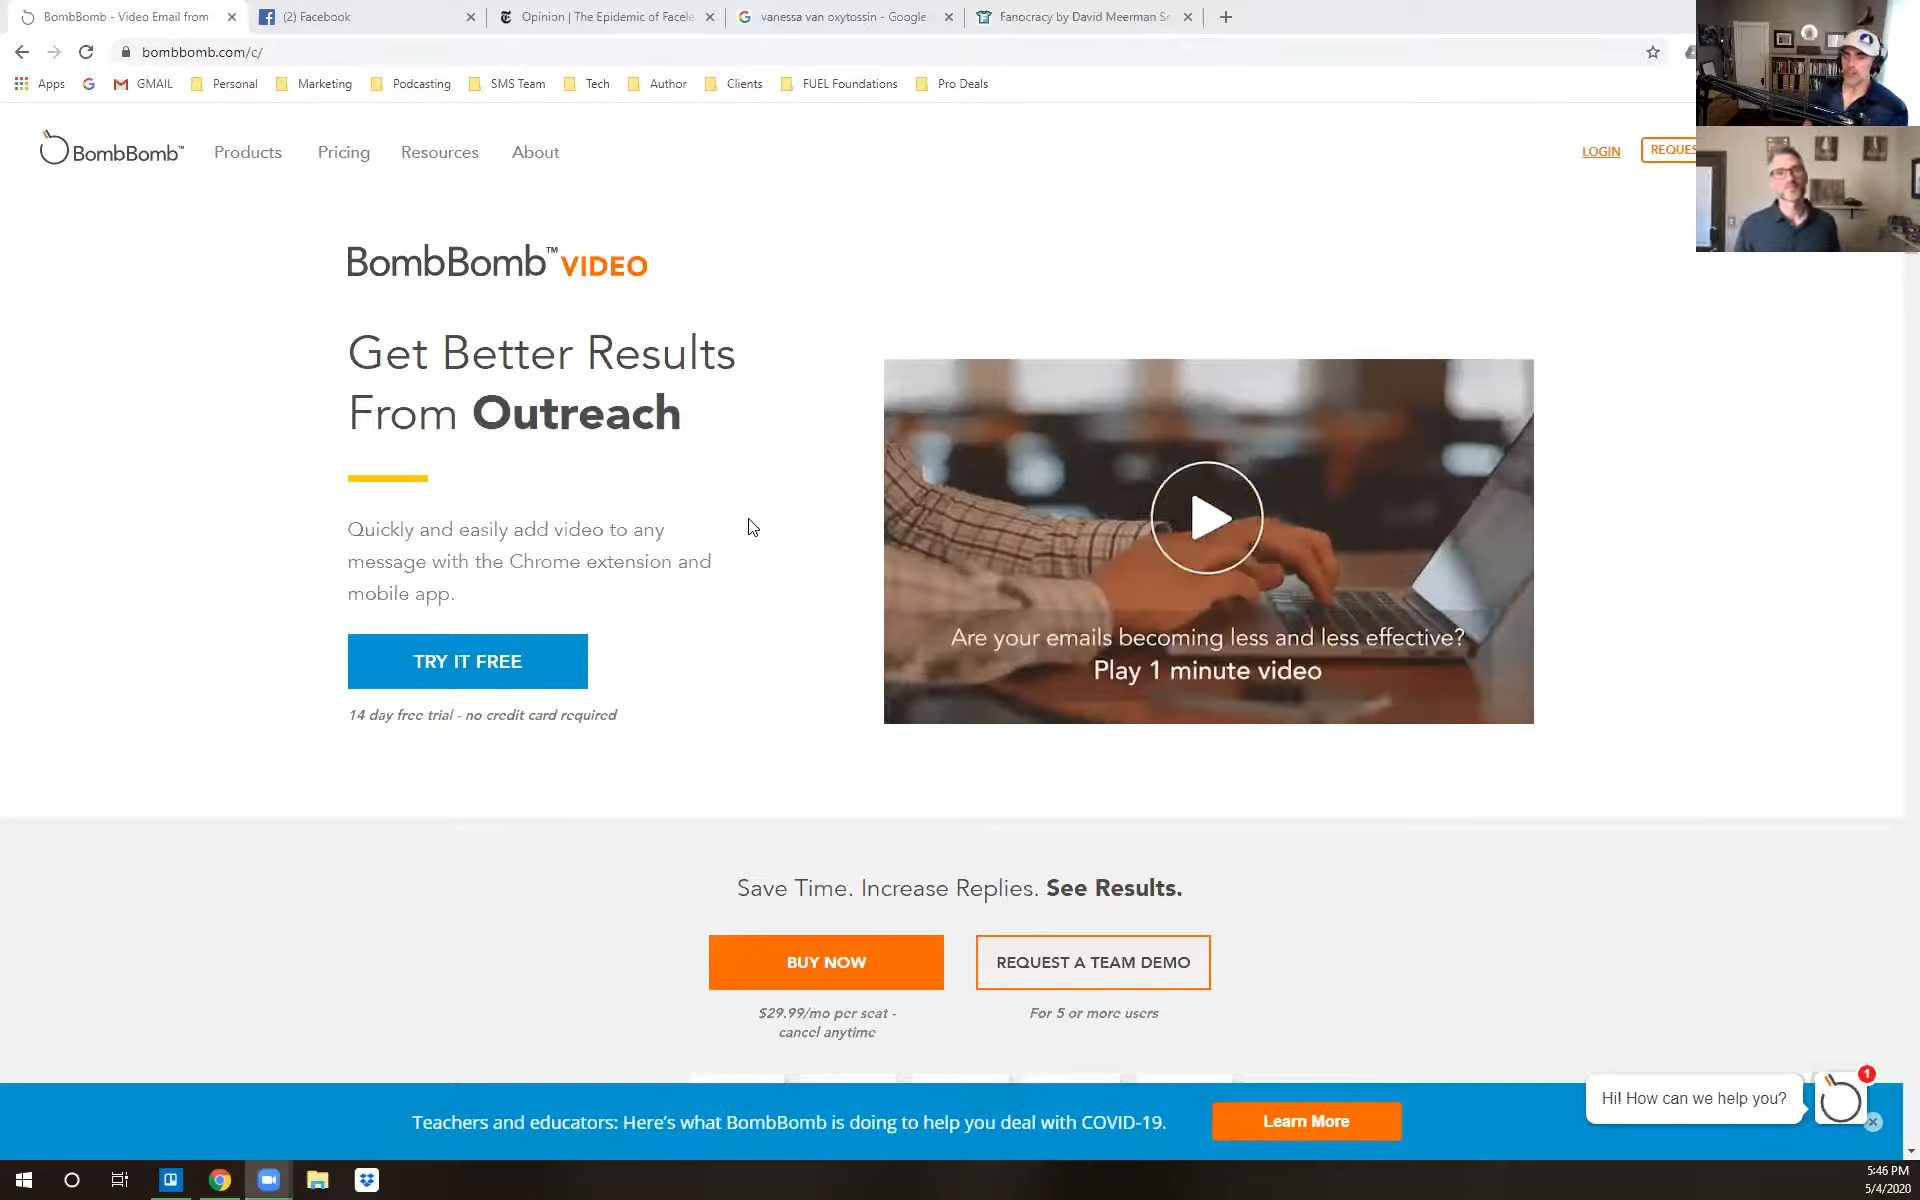 BombBomb - Video Email from
(2) Facebook
Opinion | The Epidemic of Facele
vanessa van oxytossin - Google
Fanocracy by David Meerman Sc
bombbomb.com/c/
Apps
GMAIL
Personal
Marketing
Podcasting
SMS Team
Tech
Author
Clients
FUEL Foundations
Pro Deals
BombBomb™
Products
Pricing
Resources
About
LOGIN
REQUES
BombBomb™ VIDEO
Get Better Results
From Outreach
Quickly and easily add video to any
message with the Chrome extension and
mobile app.
TRY IT FREE
14 day free trial - no credit card required
Are your emails becoming less and less effective?
Play 1 minute video
Save Time. Increase Replies. See Results.
BUY NOW
REQUEST A TEAM DEMO
$29.99/mo per seat -
cancel anytime
For 5 or more users
Teachers and educators: Here's what BombBomb is doing to help you deal with COVID-19.
Learn More
Hi! How can we help you?
1
5:46 PM
5/4/2020